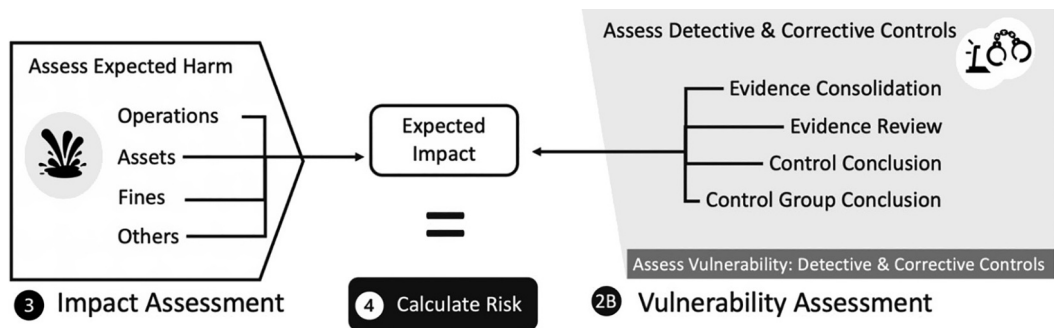 Assess Expected Harm
Operations
Assets
Fines
Others
3 Impact Assessment
Expected
Impact
=
4 Calculate Risk
Assess Detective & Corrective Controls
Evidence Consolidation
Evidence Review
Control Conclusion
Control Group Conclusion
Assess Vulnerability: Detective & Corrective Controls
2B Vulnerability Assessment